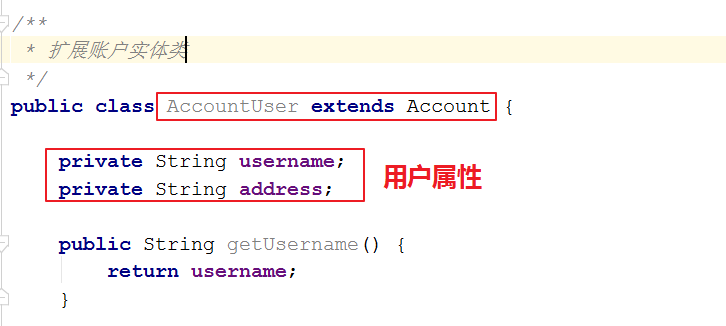 /**
* 扩展账户实体类
*/
public class AccountUser extends Account {
private String username;
private String address;
用户属性
public String getUsername() {
return username;
}